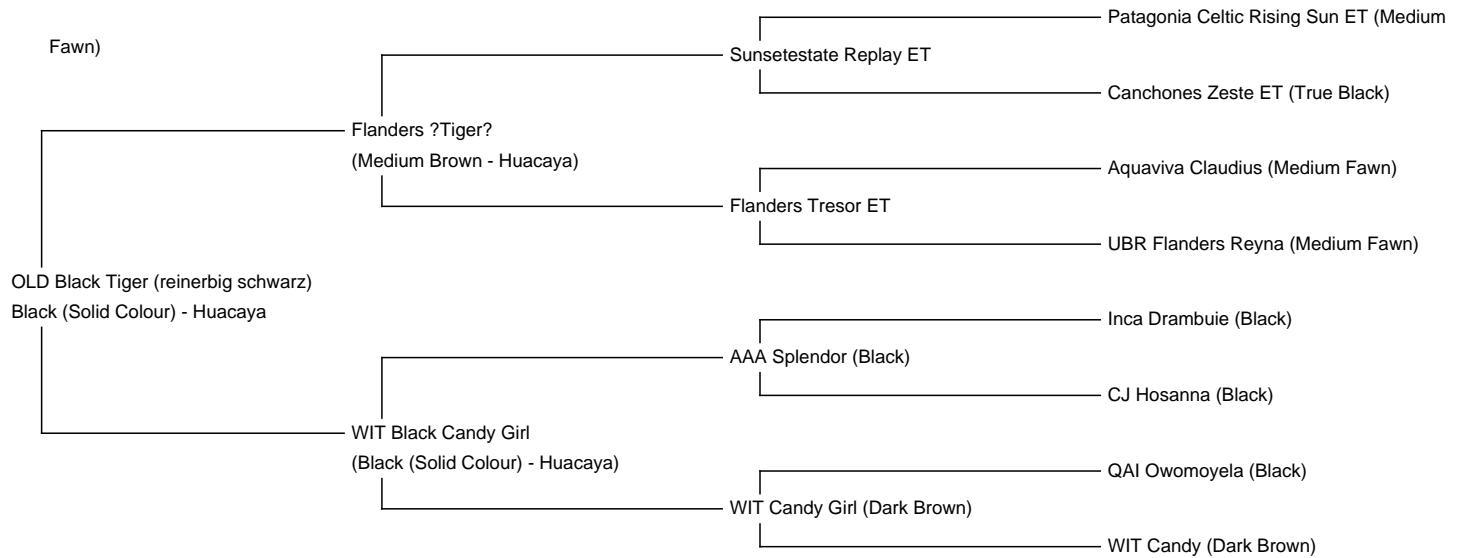 Patagonia Celtic Rising Sun ET (Medium
Fawn)
Sunsetestate Replay ET
Canchones Zeste ET (True Black)
Flanders ?Tiger?
(Medium Brown - Huacaya)
Aquaviva Claudius (Medium Fawn)
Flanders Tresor ET
UBR Flanders Reyna (Medium Fawn)
OLD Black Tiger (reinerbig schwarz)
Black (Solid Colour) - Huacaya
Inca Drambuie (Black)
AAA Splendor (Black)
CJ Hosanna (Black)
WIT Black Candy Girl
(Black (Solid Colour) - Huacaya)
QAI Owomoyela (Black)
WIT Candy Girl (Dark Brown)
WIT Candy (Dark Brown)